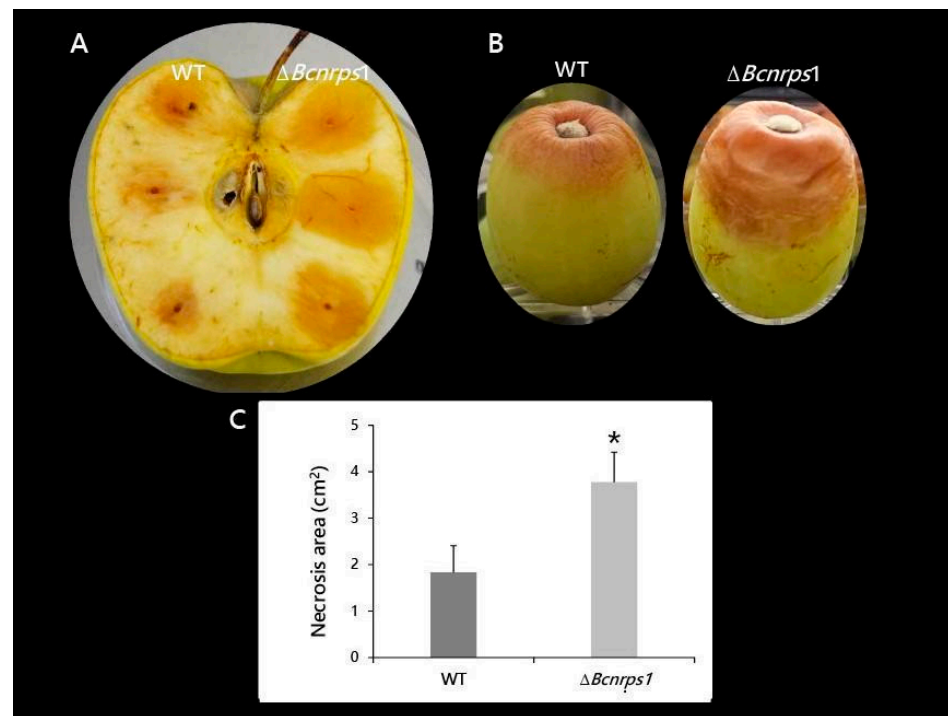 A
WT ΔBcnrps1
B
WT ΔBcnrps1
C
Necrosis area (cm²)
5
4
3
2
1
0
*
WT ΔBcnrps1